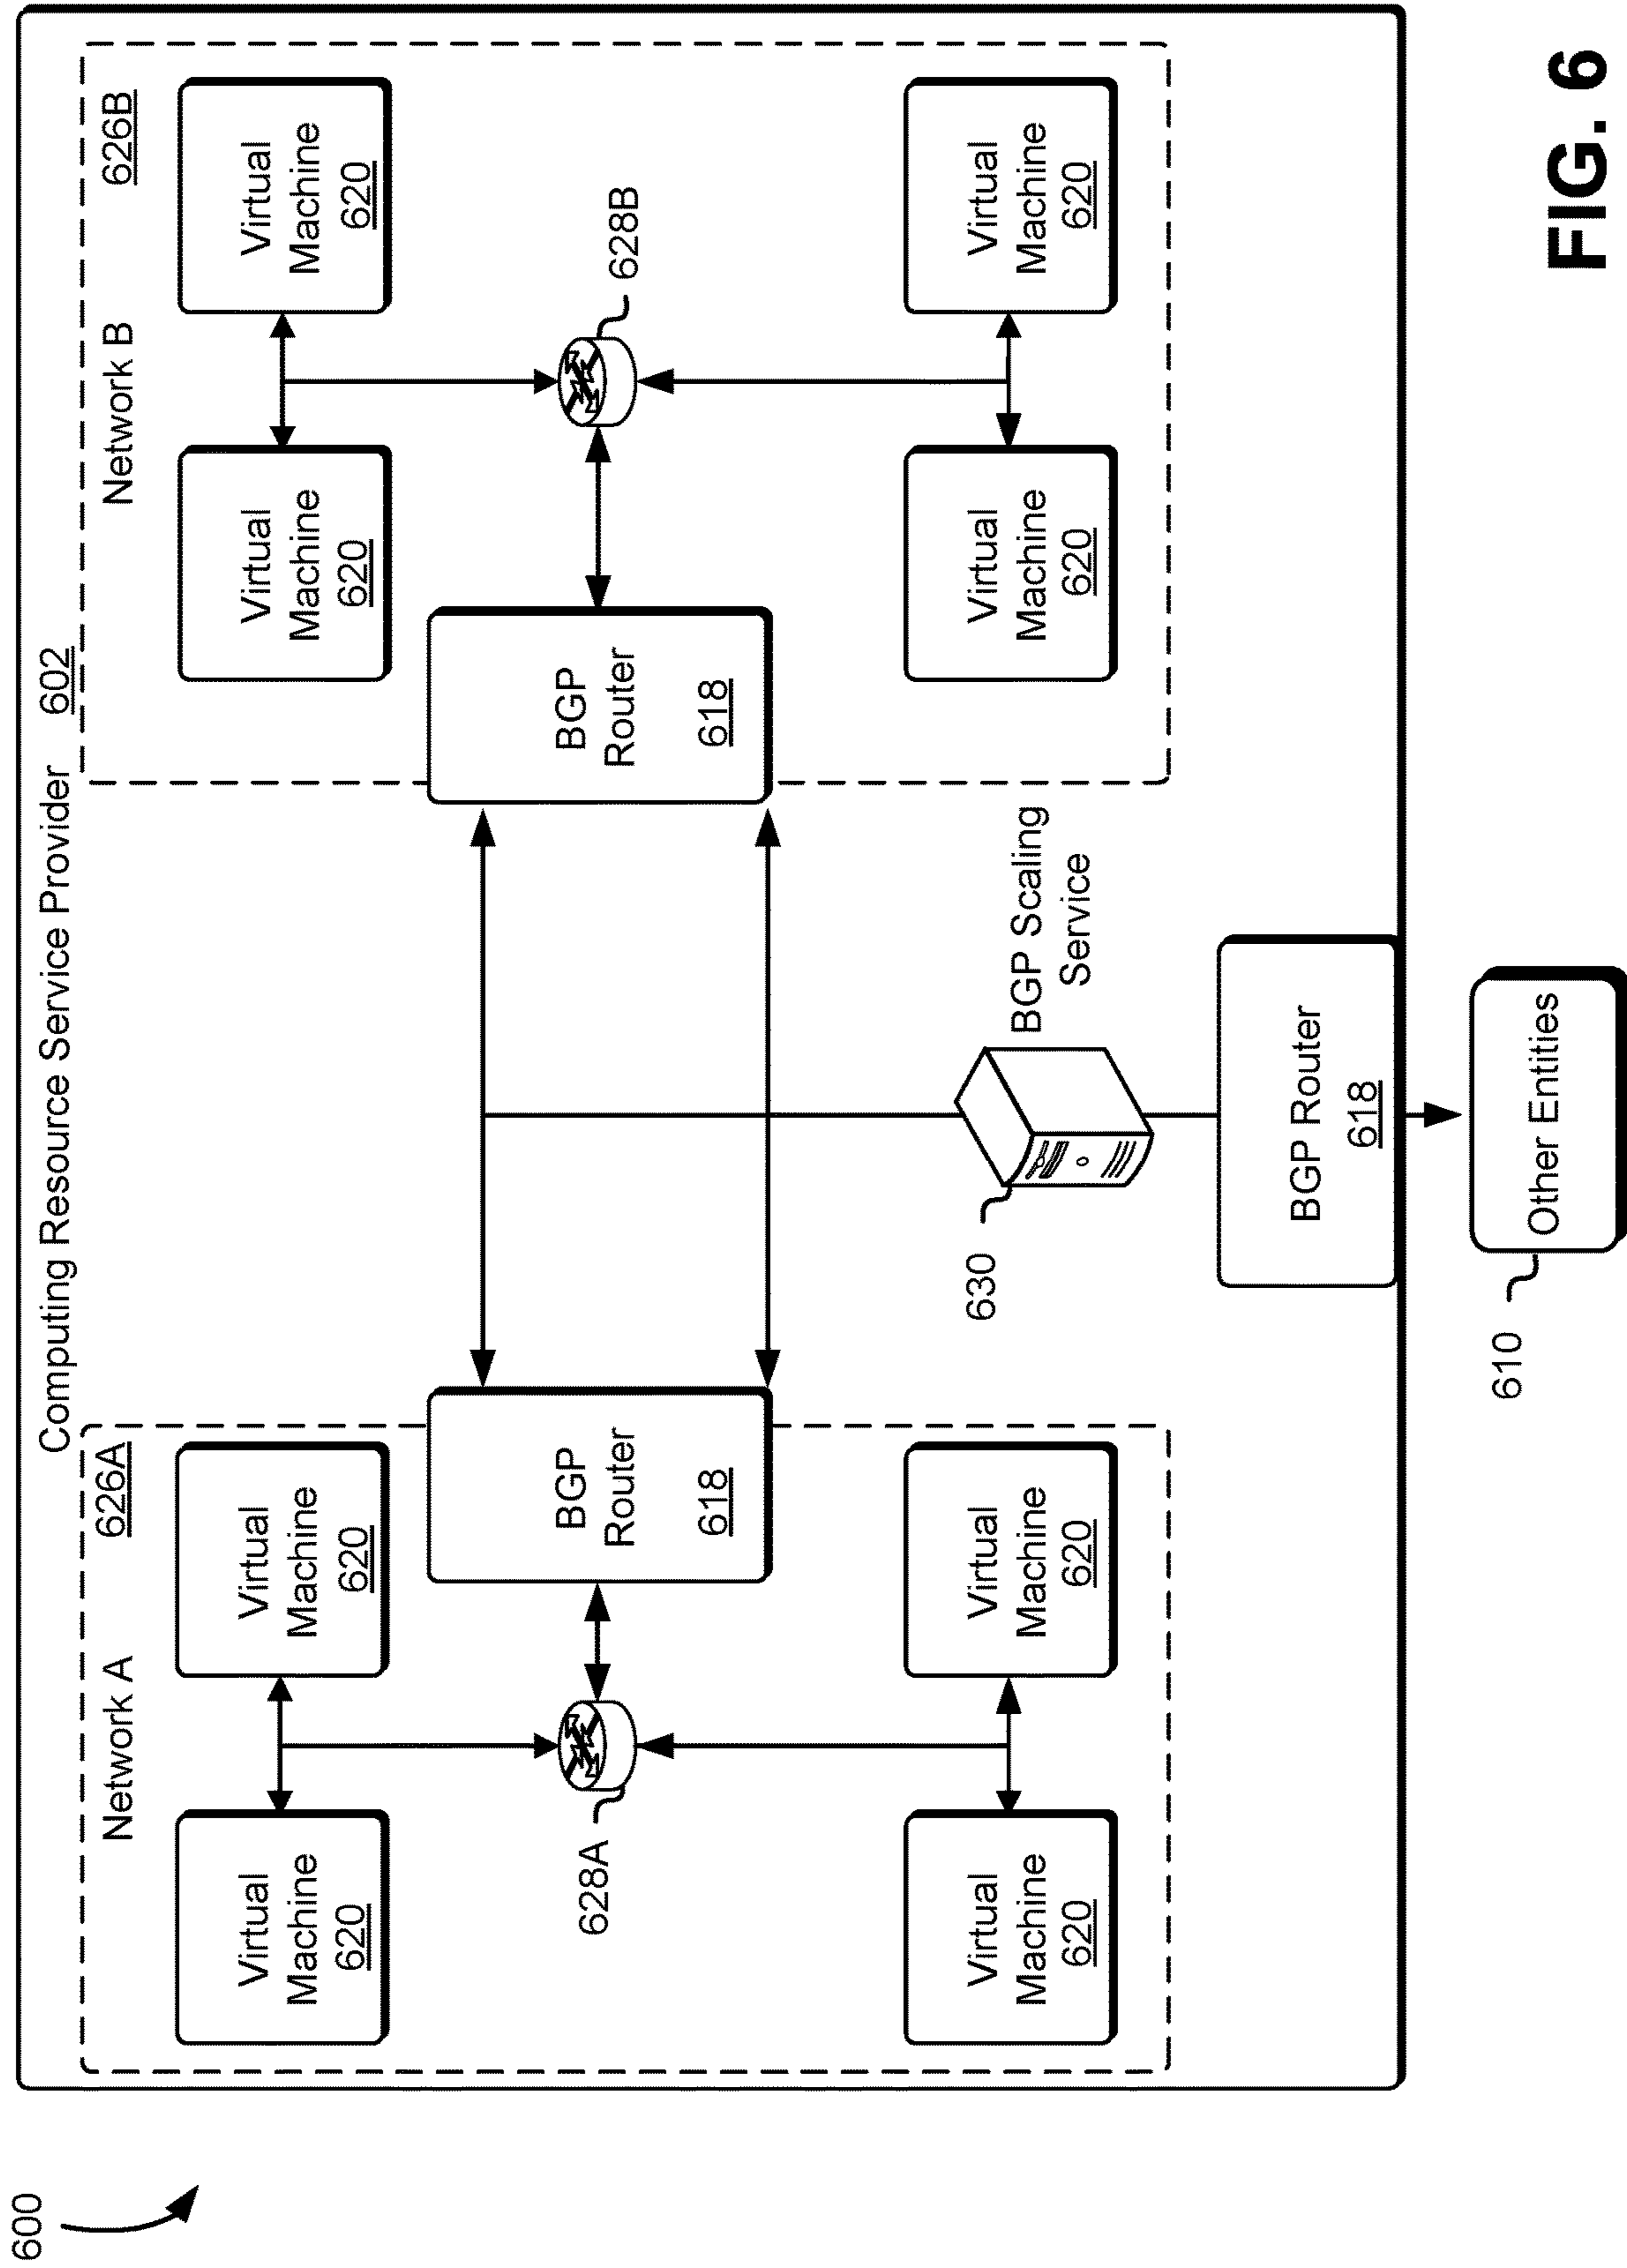 600
Computing Resource Service Provider 602
Network A
626A
Network B
626B
Virtual
Machine
620
Virtual
Machine
620
Virtual
Machine
620
Virtual
Machine
620
628A
BGP
Router
618
BGP
Router
618
628B
Virtual
Machine
620
Virtual
Machine
620
Virtual
Machine
620
Virtual
Machine
620
630
BGP Scaling
Service
BGP Router
618
610
Other Entities
FIG. 6